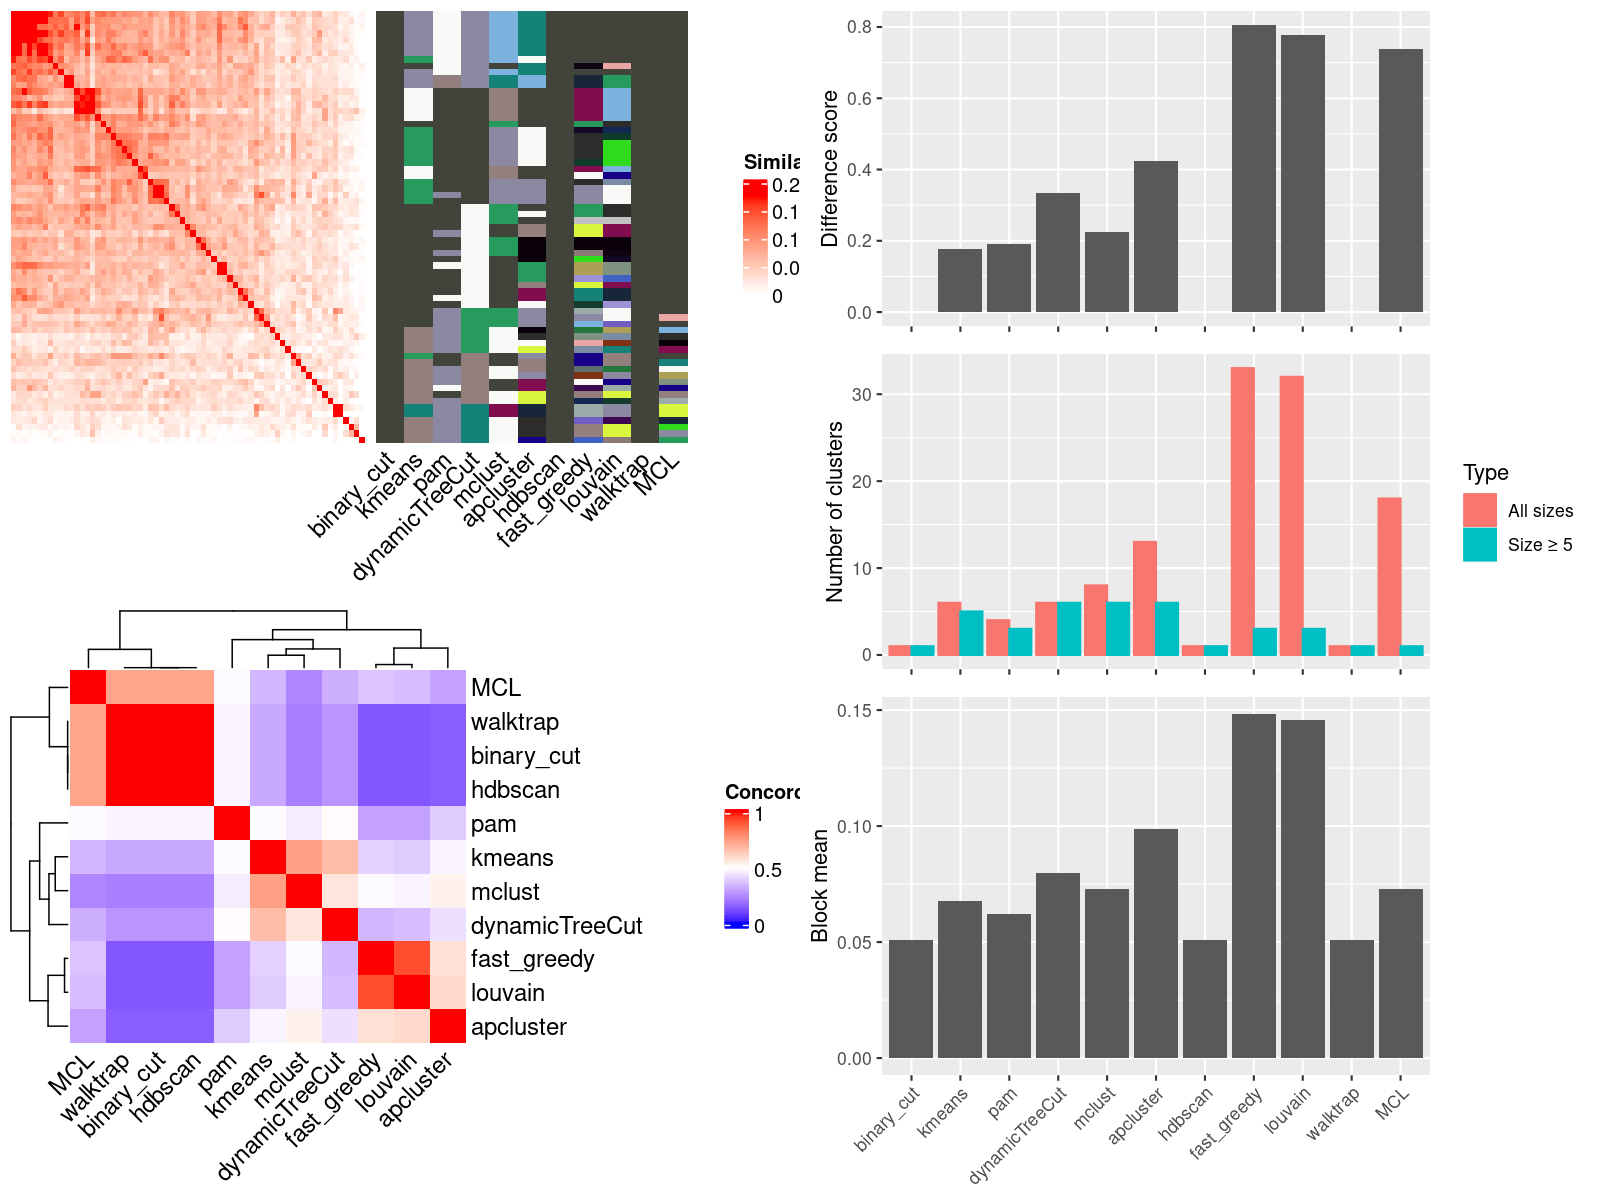 Simila
0.2
0.1
0.1
0.0
0
binary_cut
kmeans
pam
dynamicTreeCut
mclust
apcluster
hdbscan
fast_greedy
louvain
walktrap
MCL
MCL
walktrap
binary_cut
hdbscan
pam
kmeans
mclust
dynamicTreeCut
fast_greedy
louvain
apcluster
MCL
walktrap
binary_cut
hdbscan
pam
kmeans
mclust
dynamicTreeCut
fast_greedy
louvain
apcluster
Concord
1
0.5
0
Difference score
0.8
0.6
0.4
0.2
0.0
Number of clusters
30
20
10
0
Type
All sizes
Size ≥ 5
Block mean
0.15
0.10
0.05
0.00
binary_cut
kmeans
pam
dynamicTreeCut
mclust
apcluster
hdbscan
fast_greedy
louvain
walktrap
MCL